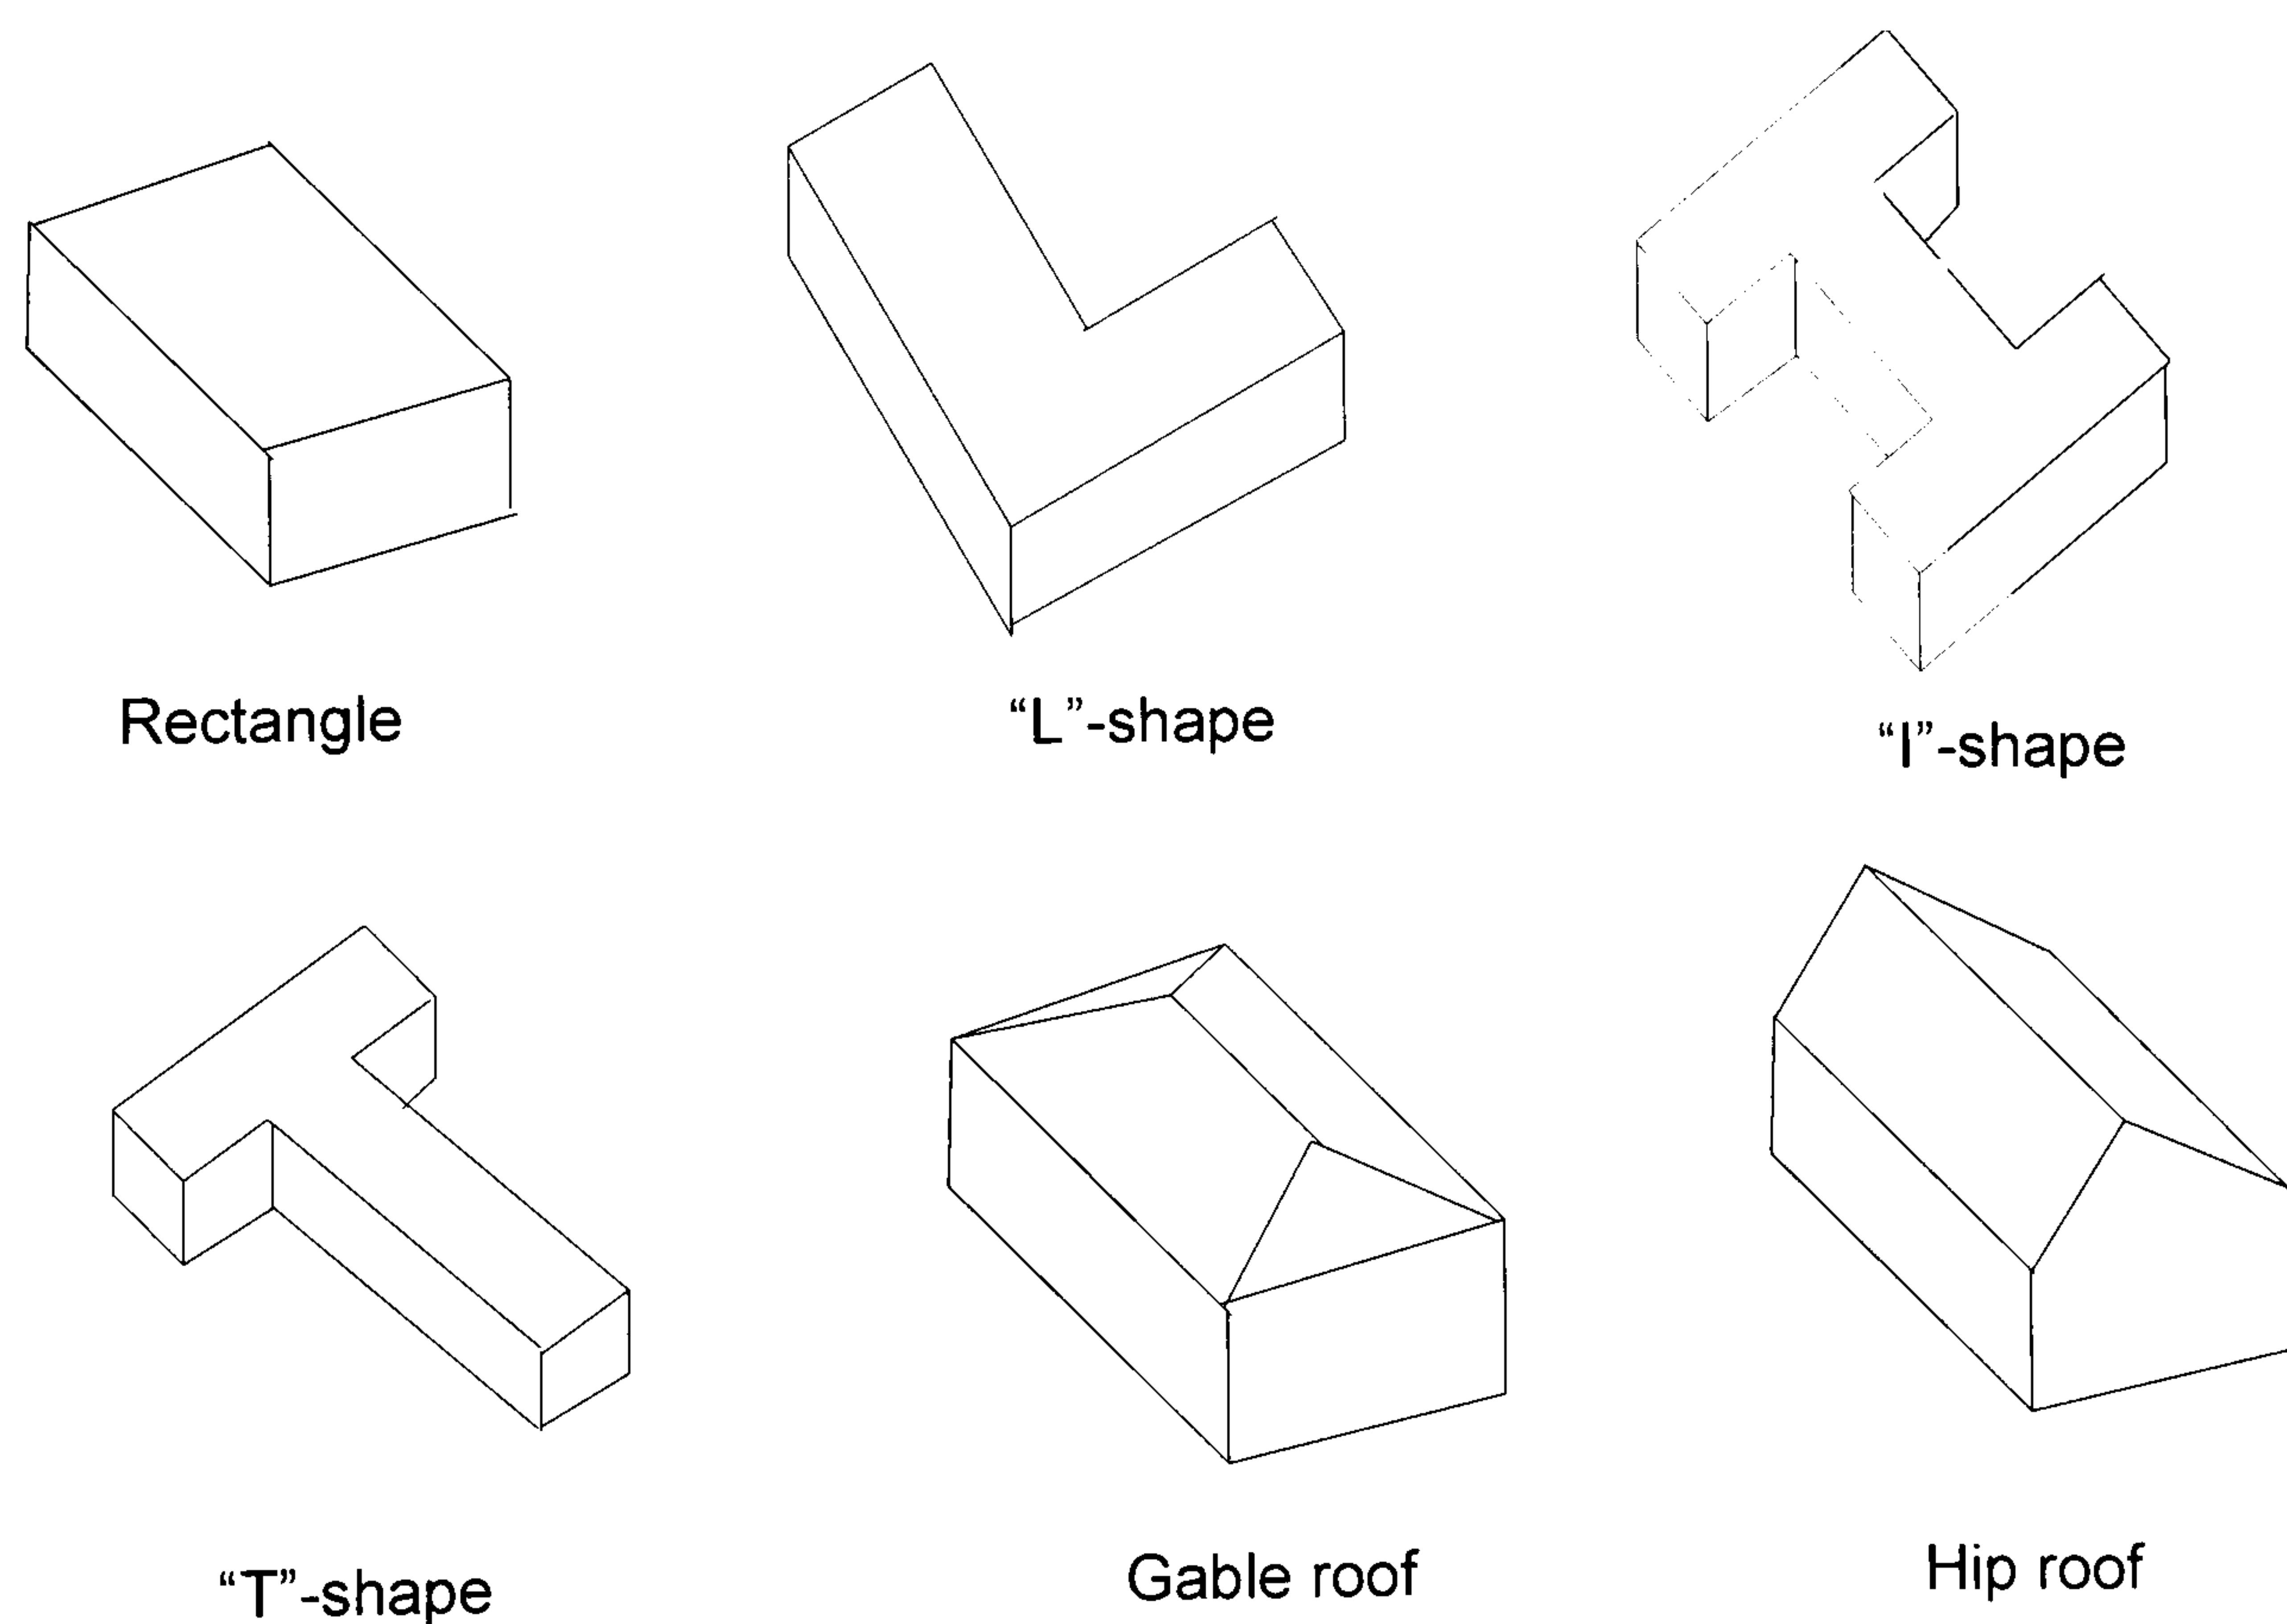 Rectangle
“L”-shape
“I”-shape
“T”-shape
Gable roof
Hip roof